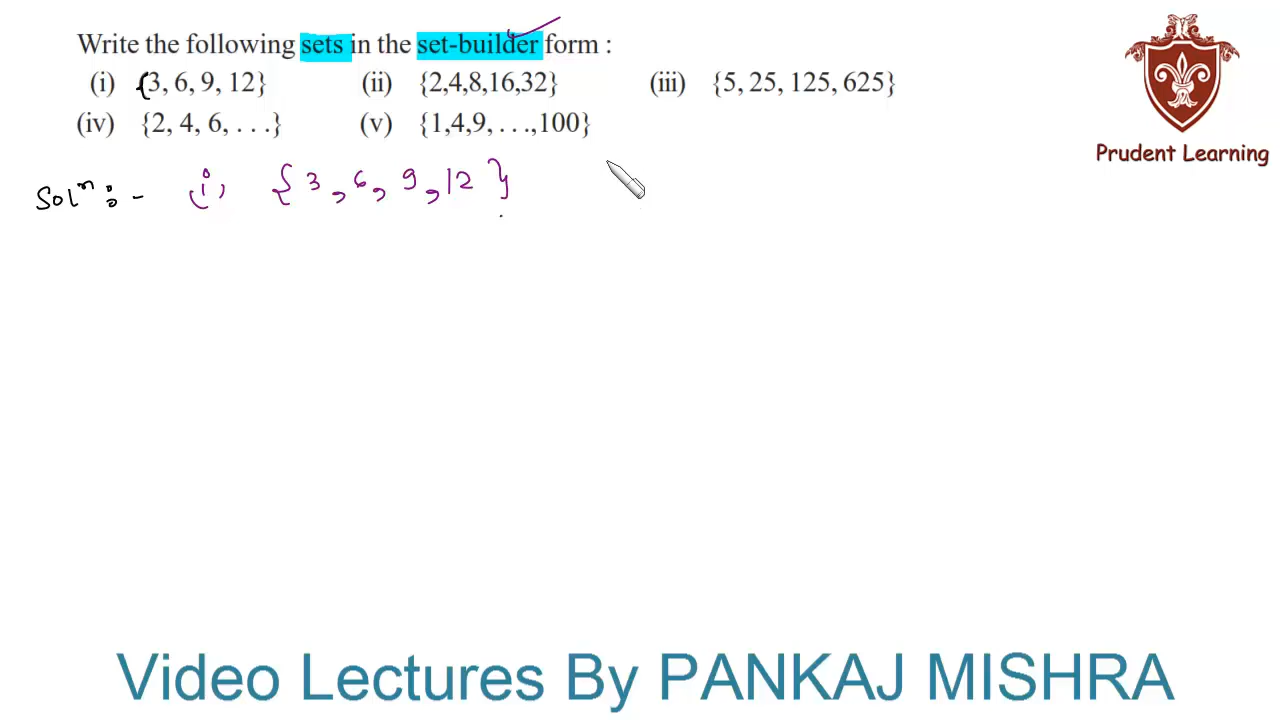 Write the following sets in the set-builder form :
(i) {3, 6, 9, 12} (ii) {2,4,8,16,32} (iii) {5, 25, 125, 625}
(iv) {2, 4, 6, . . .} (v) {1,4,9, . . .,100}
Prudent Learning
Solⁿ :- (i) { 3 , 6 , 9 , 12 }
Video Lectures By PANKAJ MISHRA